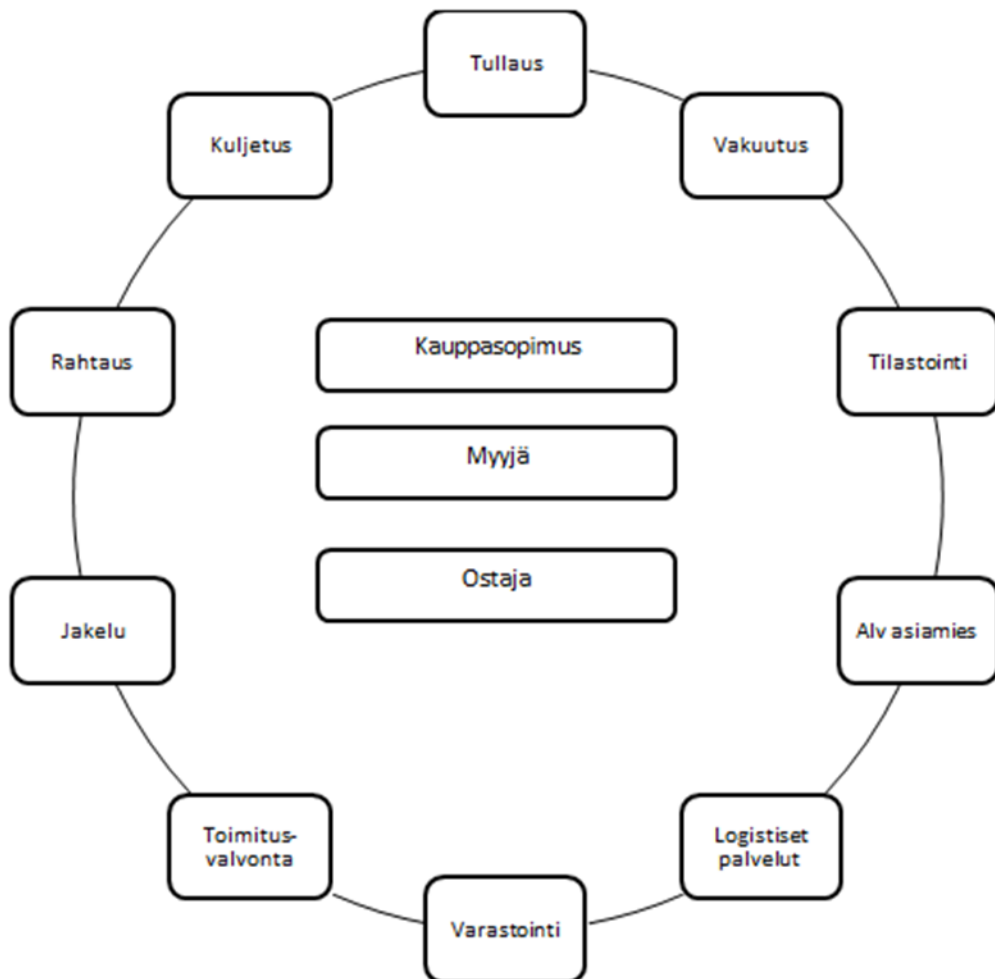 Tullaus
Kuljetus
Vakuutus
Rahtaus
Kauppasopimus
Tilastointi
Myyjä
Ostaja
Jakelu
Alv asiamies
Toimitus-
valvonta
Logistiset
palvelut
Varastointi